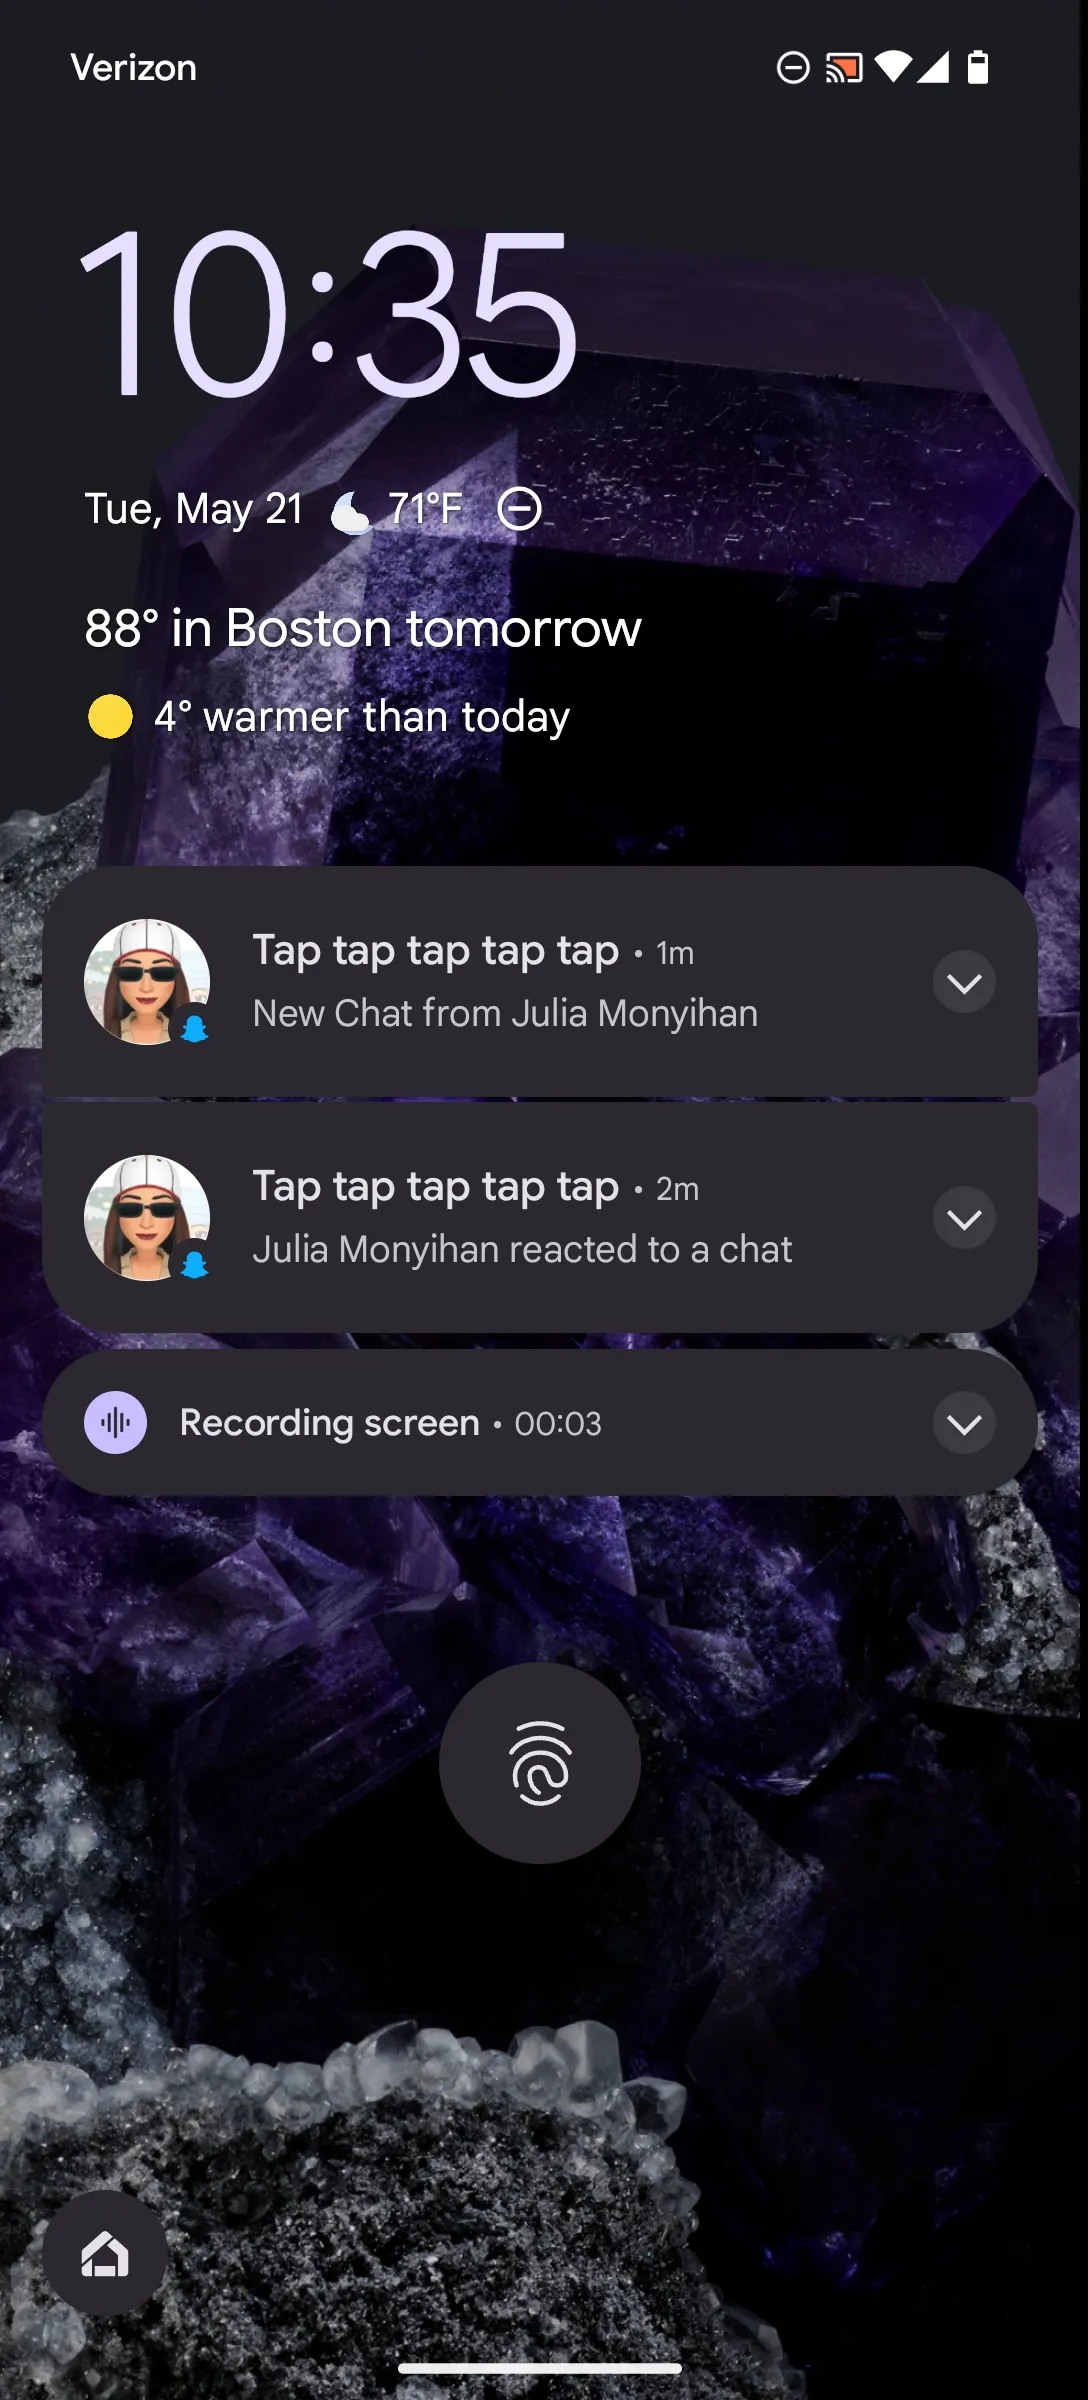 Verizon
10:35
Tue, May 21 71°F
88° in Boston tomorrow
4° warmer than today
Tap tap tap tap tap • 1m
New Chat from Julia Monyihan
Tap tap tap tap tap • 2m
Julia Monyihan reacted to a chat
Recording screen • 00:03